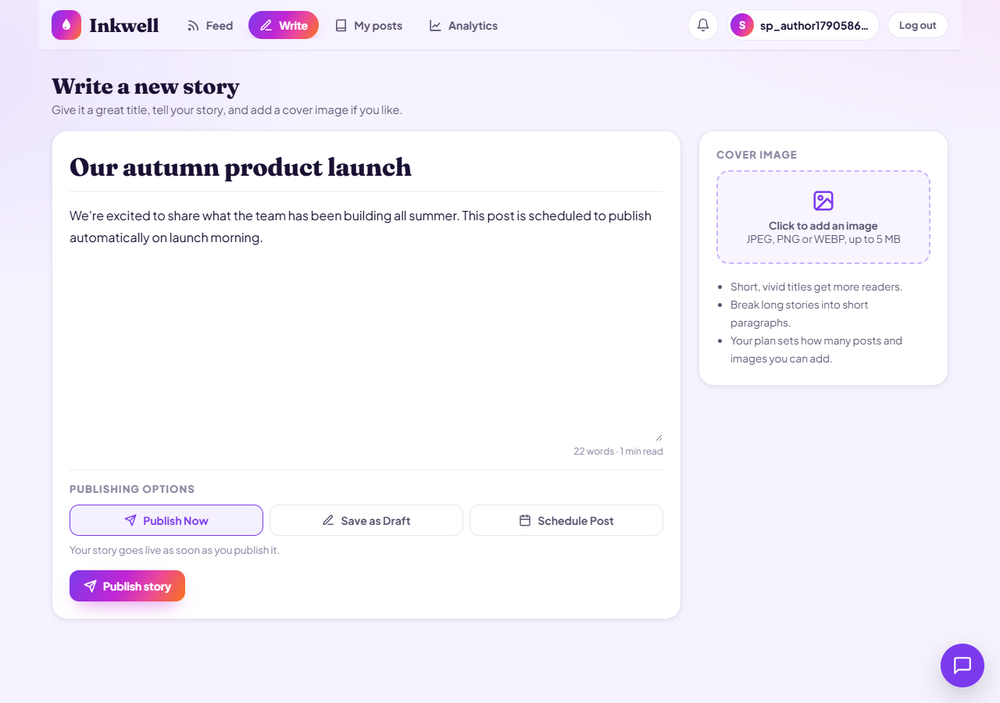 Inkwell
Feed
Write
My posts
Analytics
S
sp_author1790586…
Log out
Write a new story
Give it a great title, tell your story, and add a cover image if you like.
Our autumn product launch
We're excited to share what the team has been building all summer. This post is scheduled to publish
automatically on launch morning.
22 words · 1 min read
PUBLISHING OPTIONS
Publish Now
Save as Draft
Schedule Post
Your story goes live as soon as you publish it.
Publish story
COVER IMAGE
Click to add an image
JPEG, PNG or WEBP, up to 5 MB
Short, vivid titles get more readers.
Break long stories into short
paragraphs.
Your plan sets how many posts and
images you can add.